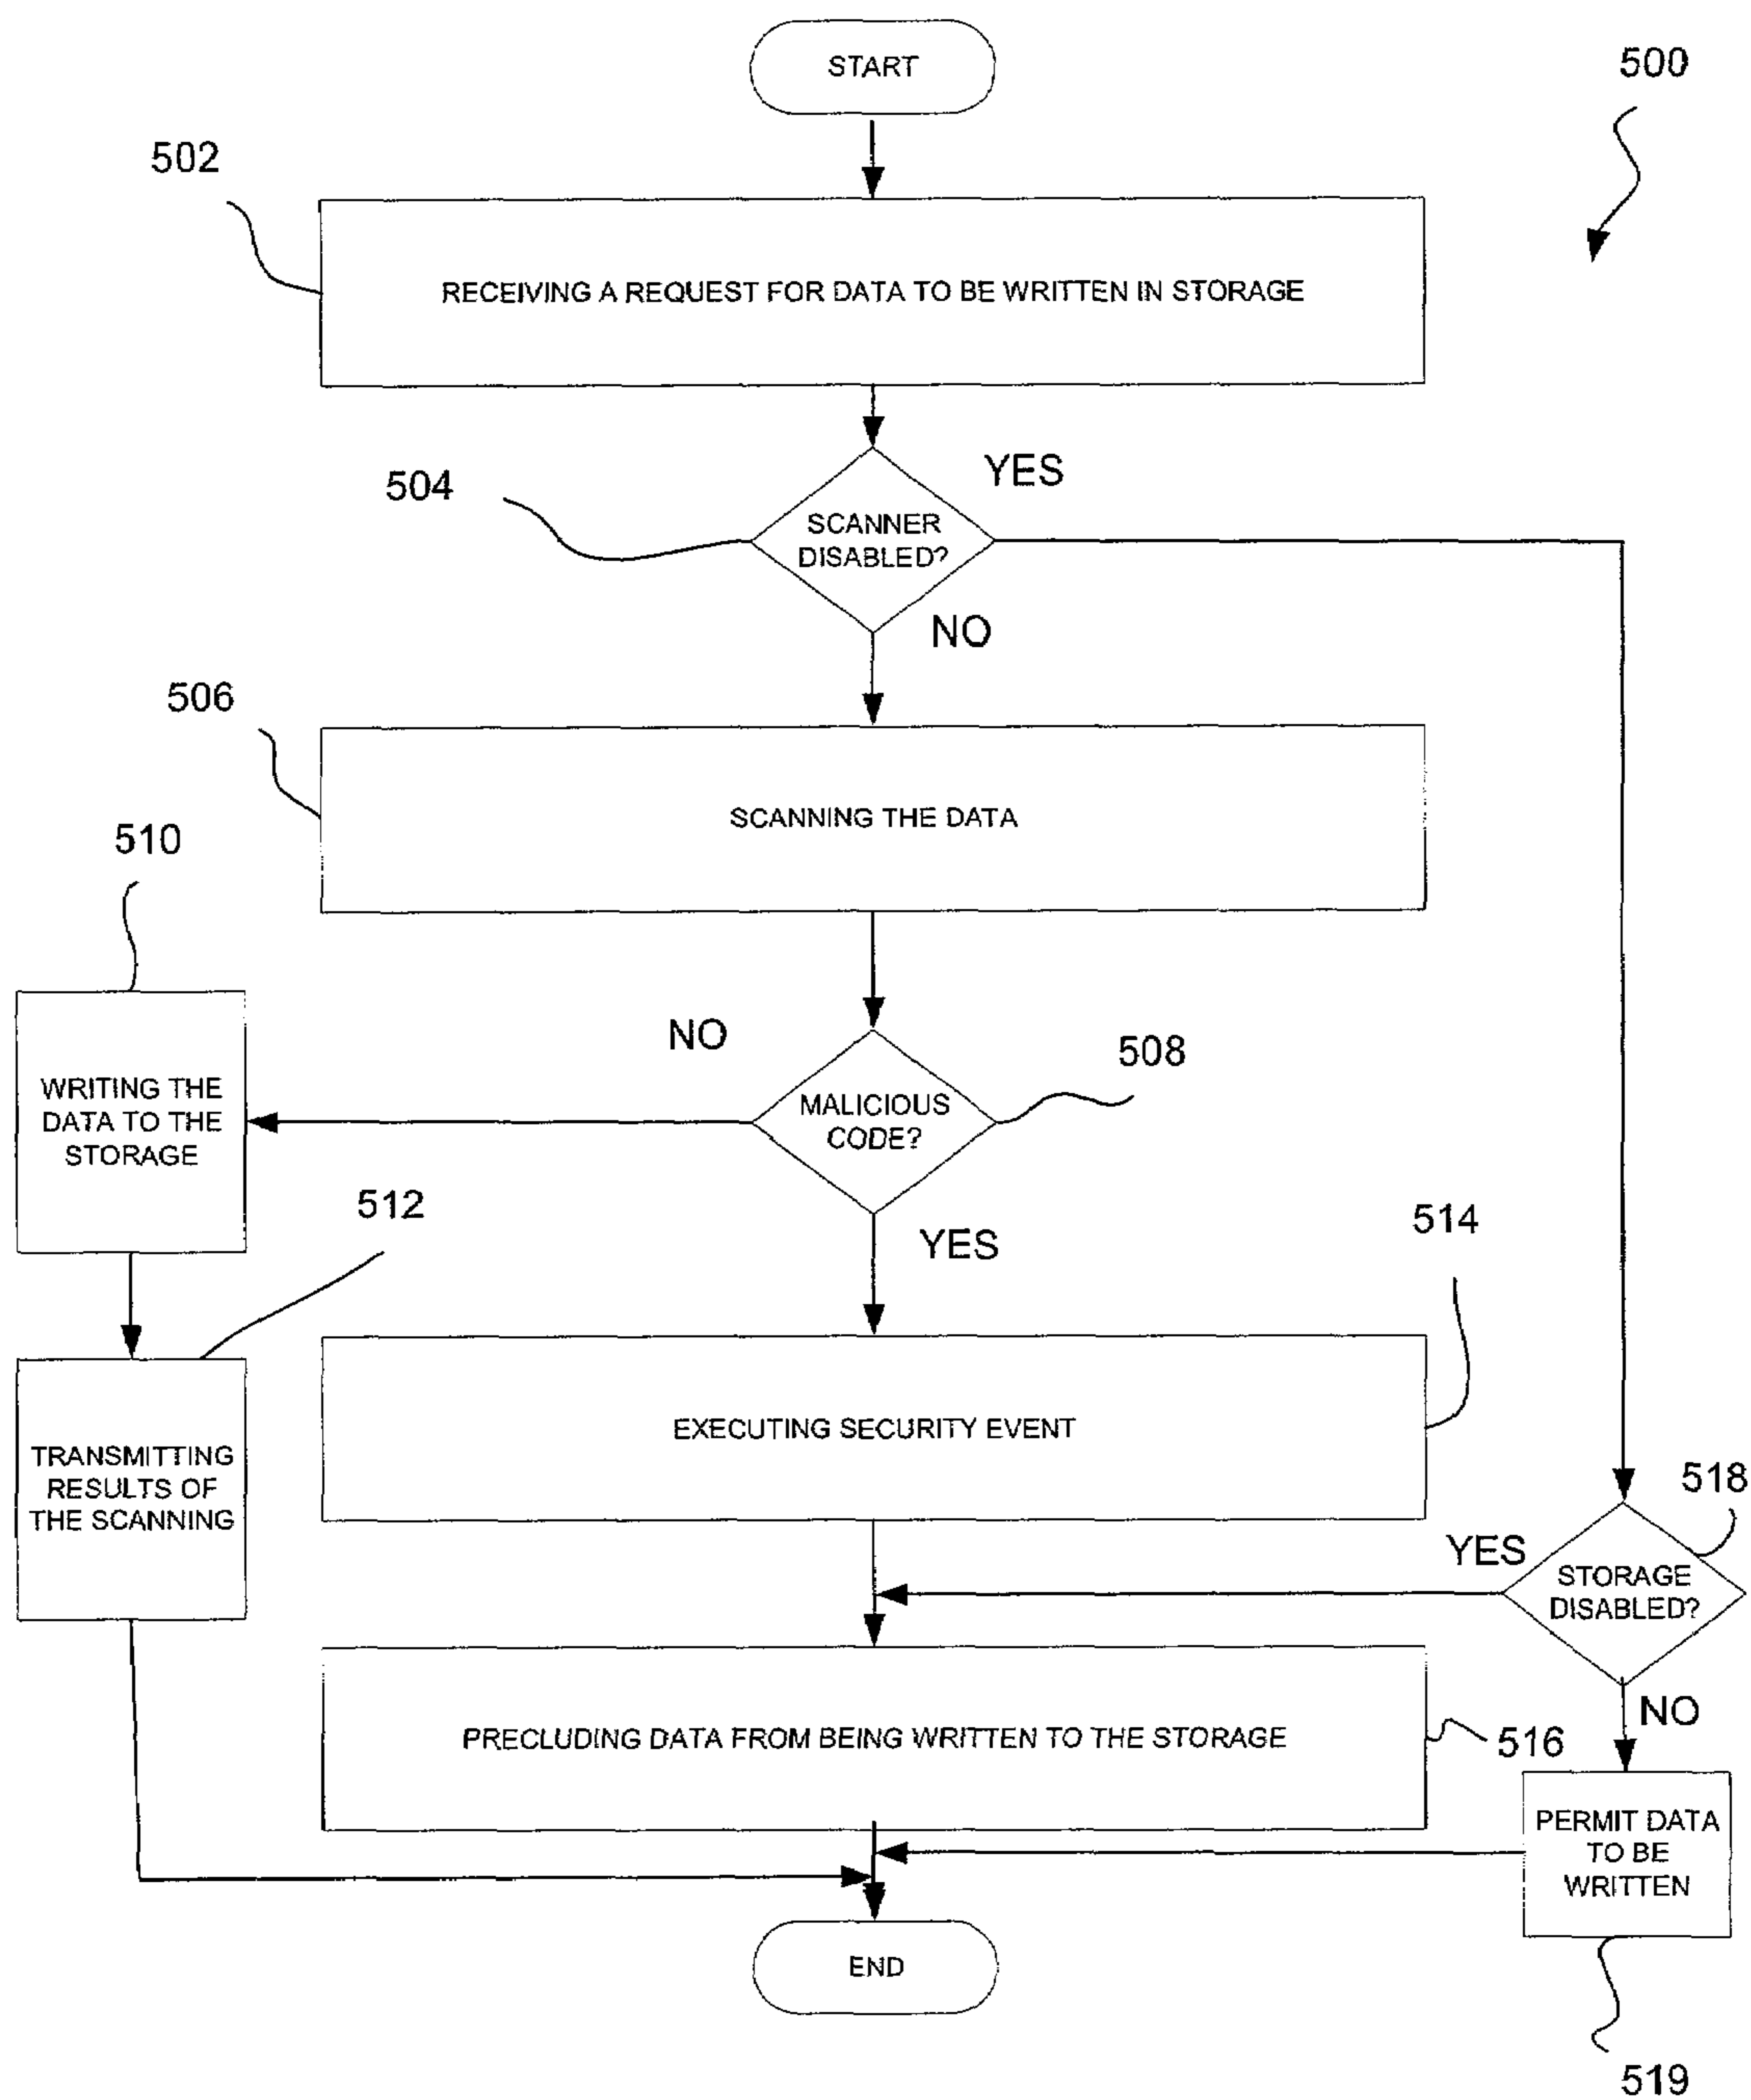 START
500
502
RECEIVING A REQUEST FOR DATA TO BE WRITTEN IN STORAGE
YES
504
SCANNER
DISABLED?
NO
506
SCANNING THE DATA
510
NO
508
WRITING THE
DATA TO THE
STORAGE
MALICIOUS
CODE?
512
514
YES
EXECUTING SECURITY EVENT
TRANSMITTING
RESULTS OF
THE SCANNING
518
YES
STORAGE
DISABLED?
NO
PRECLUDING DATA FROM BEING WRITTEN TO THE STORAGE
516
PERMIT DATA
TO BE
WRITTEN
END
519